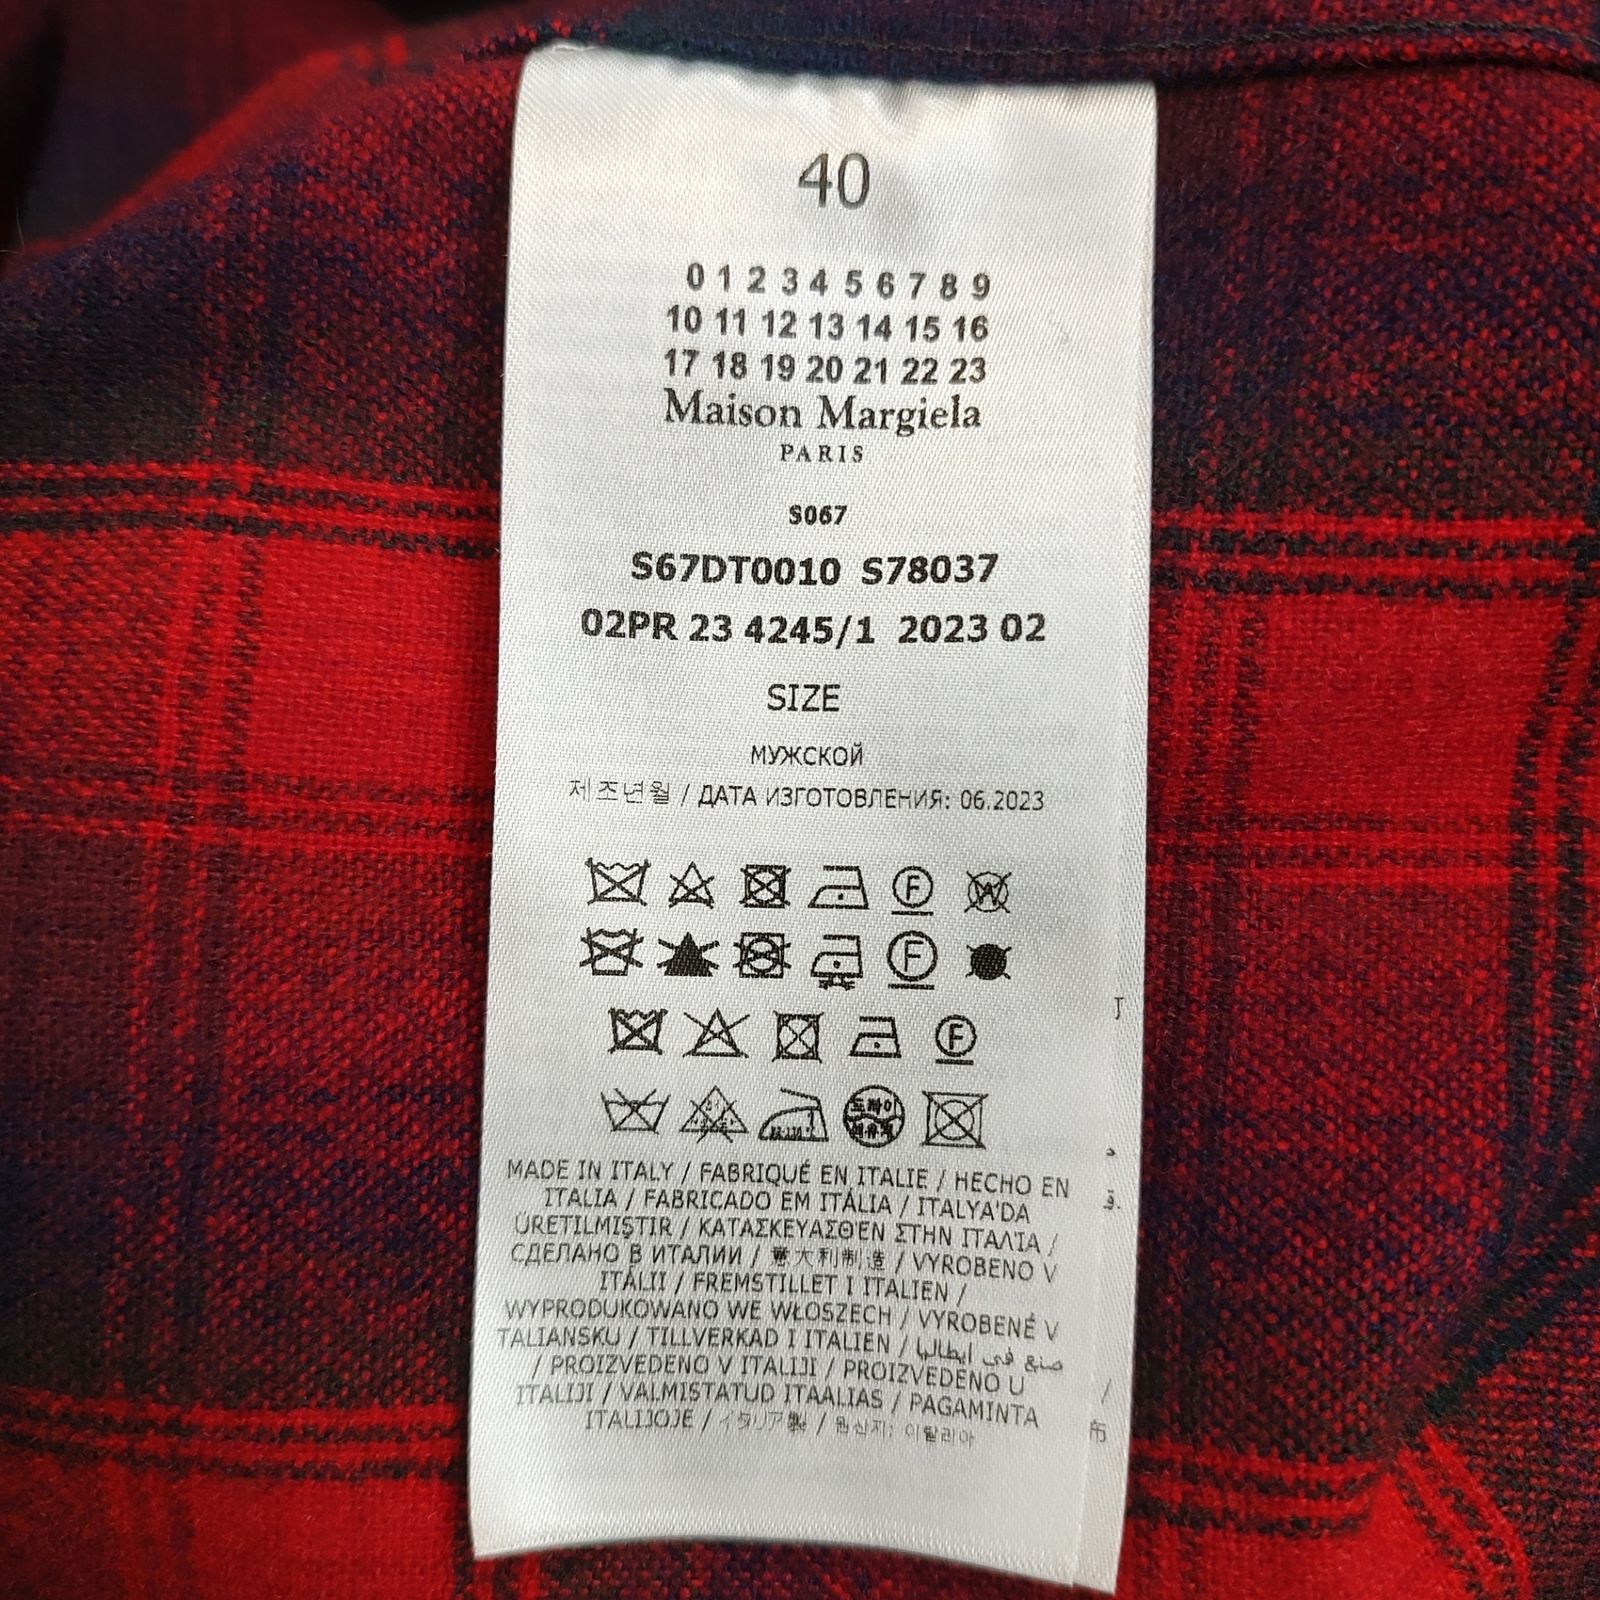 40
0 1 2 3 4 5 6 7 8 9
10 11 12 13 14 15 16
17 18 19 20 21 22 23
Maison Margiela
PARIS
S067
S67DT0010 S78037
02PR 23 4245/1 2023 02
SIZE
МУЖСКОЙ
제조년월 / ДАТА ИЗГОТОВЛЕНИЯ: 06.2023
F W
F
F
드라이
MADE IN ITALY / FABRIQUÉ EN ITALIE / HECHO EN
ITALIA / FABRICADO EM ITÁLIA / ITALYA'DA
ÜRETILMIŞTIR / ΚΑΤΑΣΚΕΥΑΣΘΈΝ ΣΤΗΝ ΙΤΑΛΊΑ /
СДЕЛАНО В ИТАЛИИ / 意大利制造 / VYROBENO V
ITÁLII / FREMSTILLET I ITALIEN /
WYPRODUKOWANO WE WŁOSZECH / VYROBENÉ V
TALIANSKU / TILLVERKAD I ITALIEN / صنع في ايطاليا
/ PROIZVEDENO V ITALIJI / PROIZVEDENO U
ITALIJI / VALMISTATUD ITAALIAS / PAGAMINTA
ITALIJOJE / イタリア製 / 원산지: 이탈리아